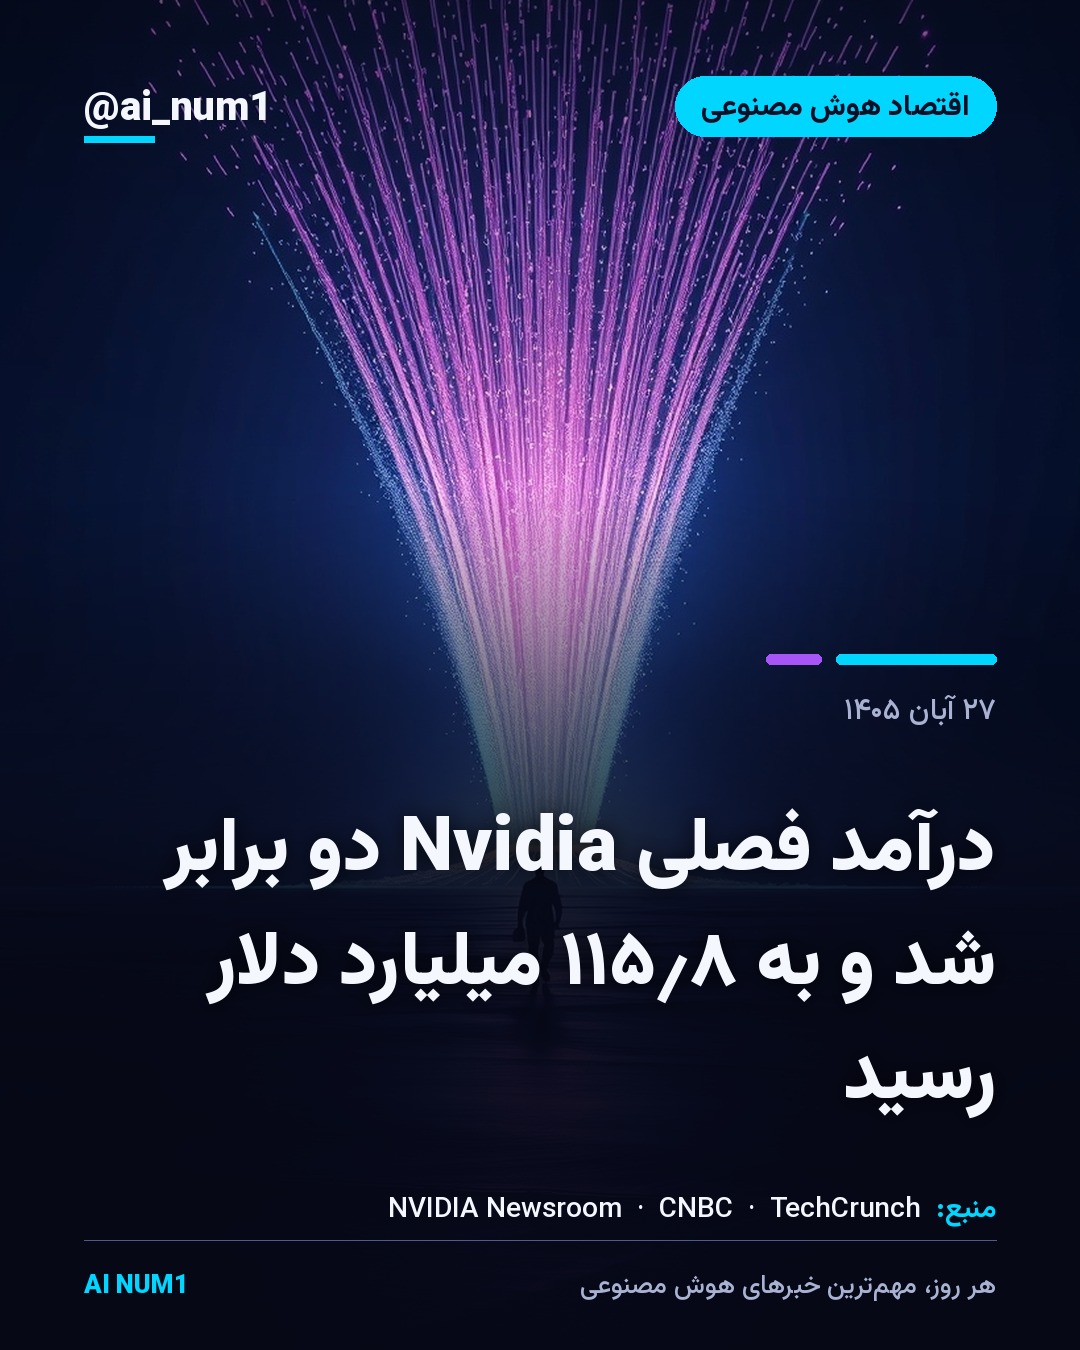 @ai_num1
اقتصاد هوش مصنوعی
۲۷ آبان ۱۴۰۵
درآمد فصلی Nvidia دو برابر
شد و به ۱۱۵٫۸ میلیارد دلار
رسید
منبع: TechCrunch · CNBC · NVIDIA Newsroom
هر روز، مهم‌ترین خبرهای هوش مصنوعی
AI NUM1